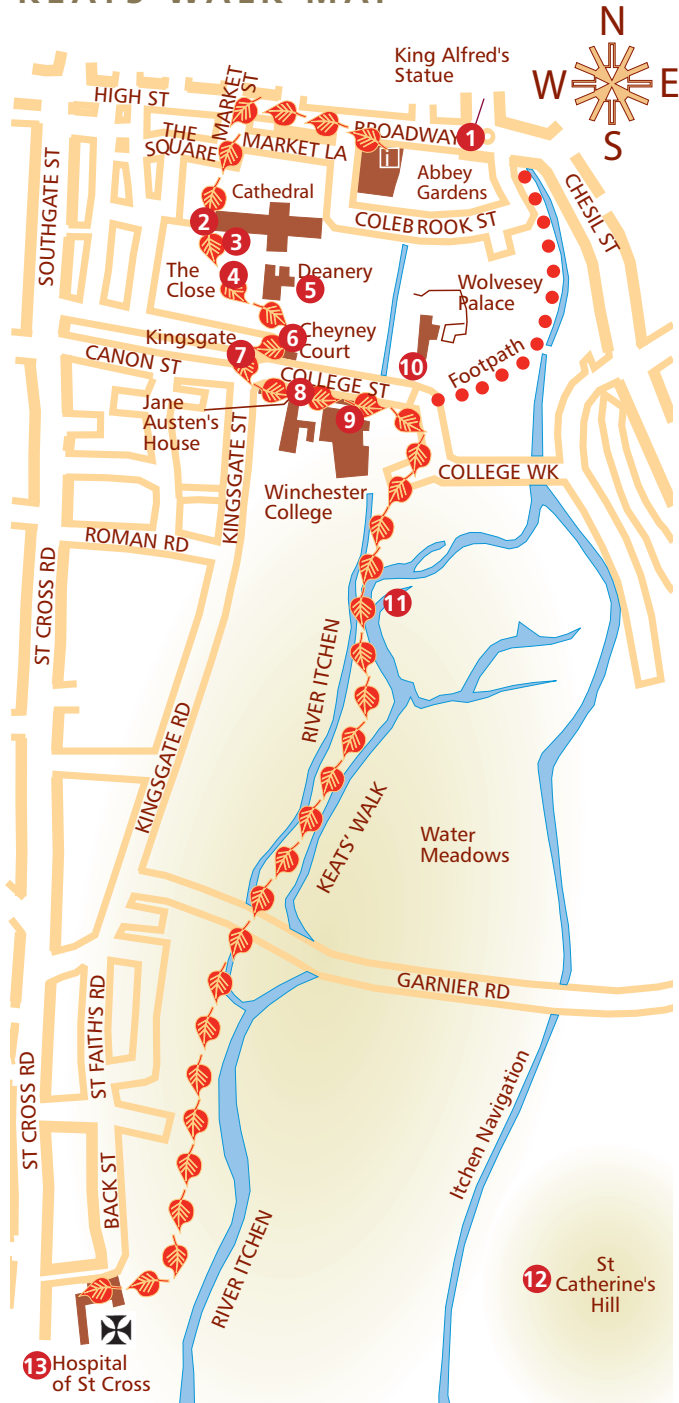 KEATS WALK MAP
N
W
E
S
King Alfred's
Statue
HIGH ST
MARKET
ST
THE
SQUARE
MARKET LA
BROADWAY
1
i
Abbey
Gardens
CHESIL ST
SOUTHGATE ST
Cathedral
2
3
COLEBROOK ST
The
Close
4
Deanery
5
Wolvesey
Palace
Kingsgate
6
Cheyney
Court
7
10
Footpath
CANON ST
COLLEGE ST
Jane
Austen's
House
8
9
KINGSGATE ST
COLLEGE WK
Winchester
College
ROMAN RD
ST CROSS RD
11
RIVER ITCHEN
KINGSGATE RD
KEATS' WALK
Water
Meadows
GARNIER RD
ST FAITH'S RD
ST CROSS RD
Itchen Navigation
BACK ST
RIVER ITCHEN
12
St
Catherine's
Hill
13
Hospital
of St Cross